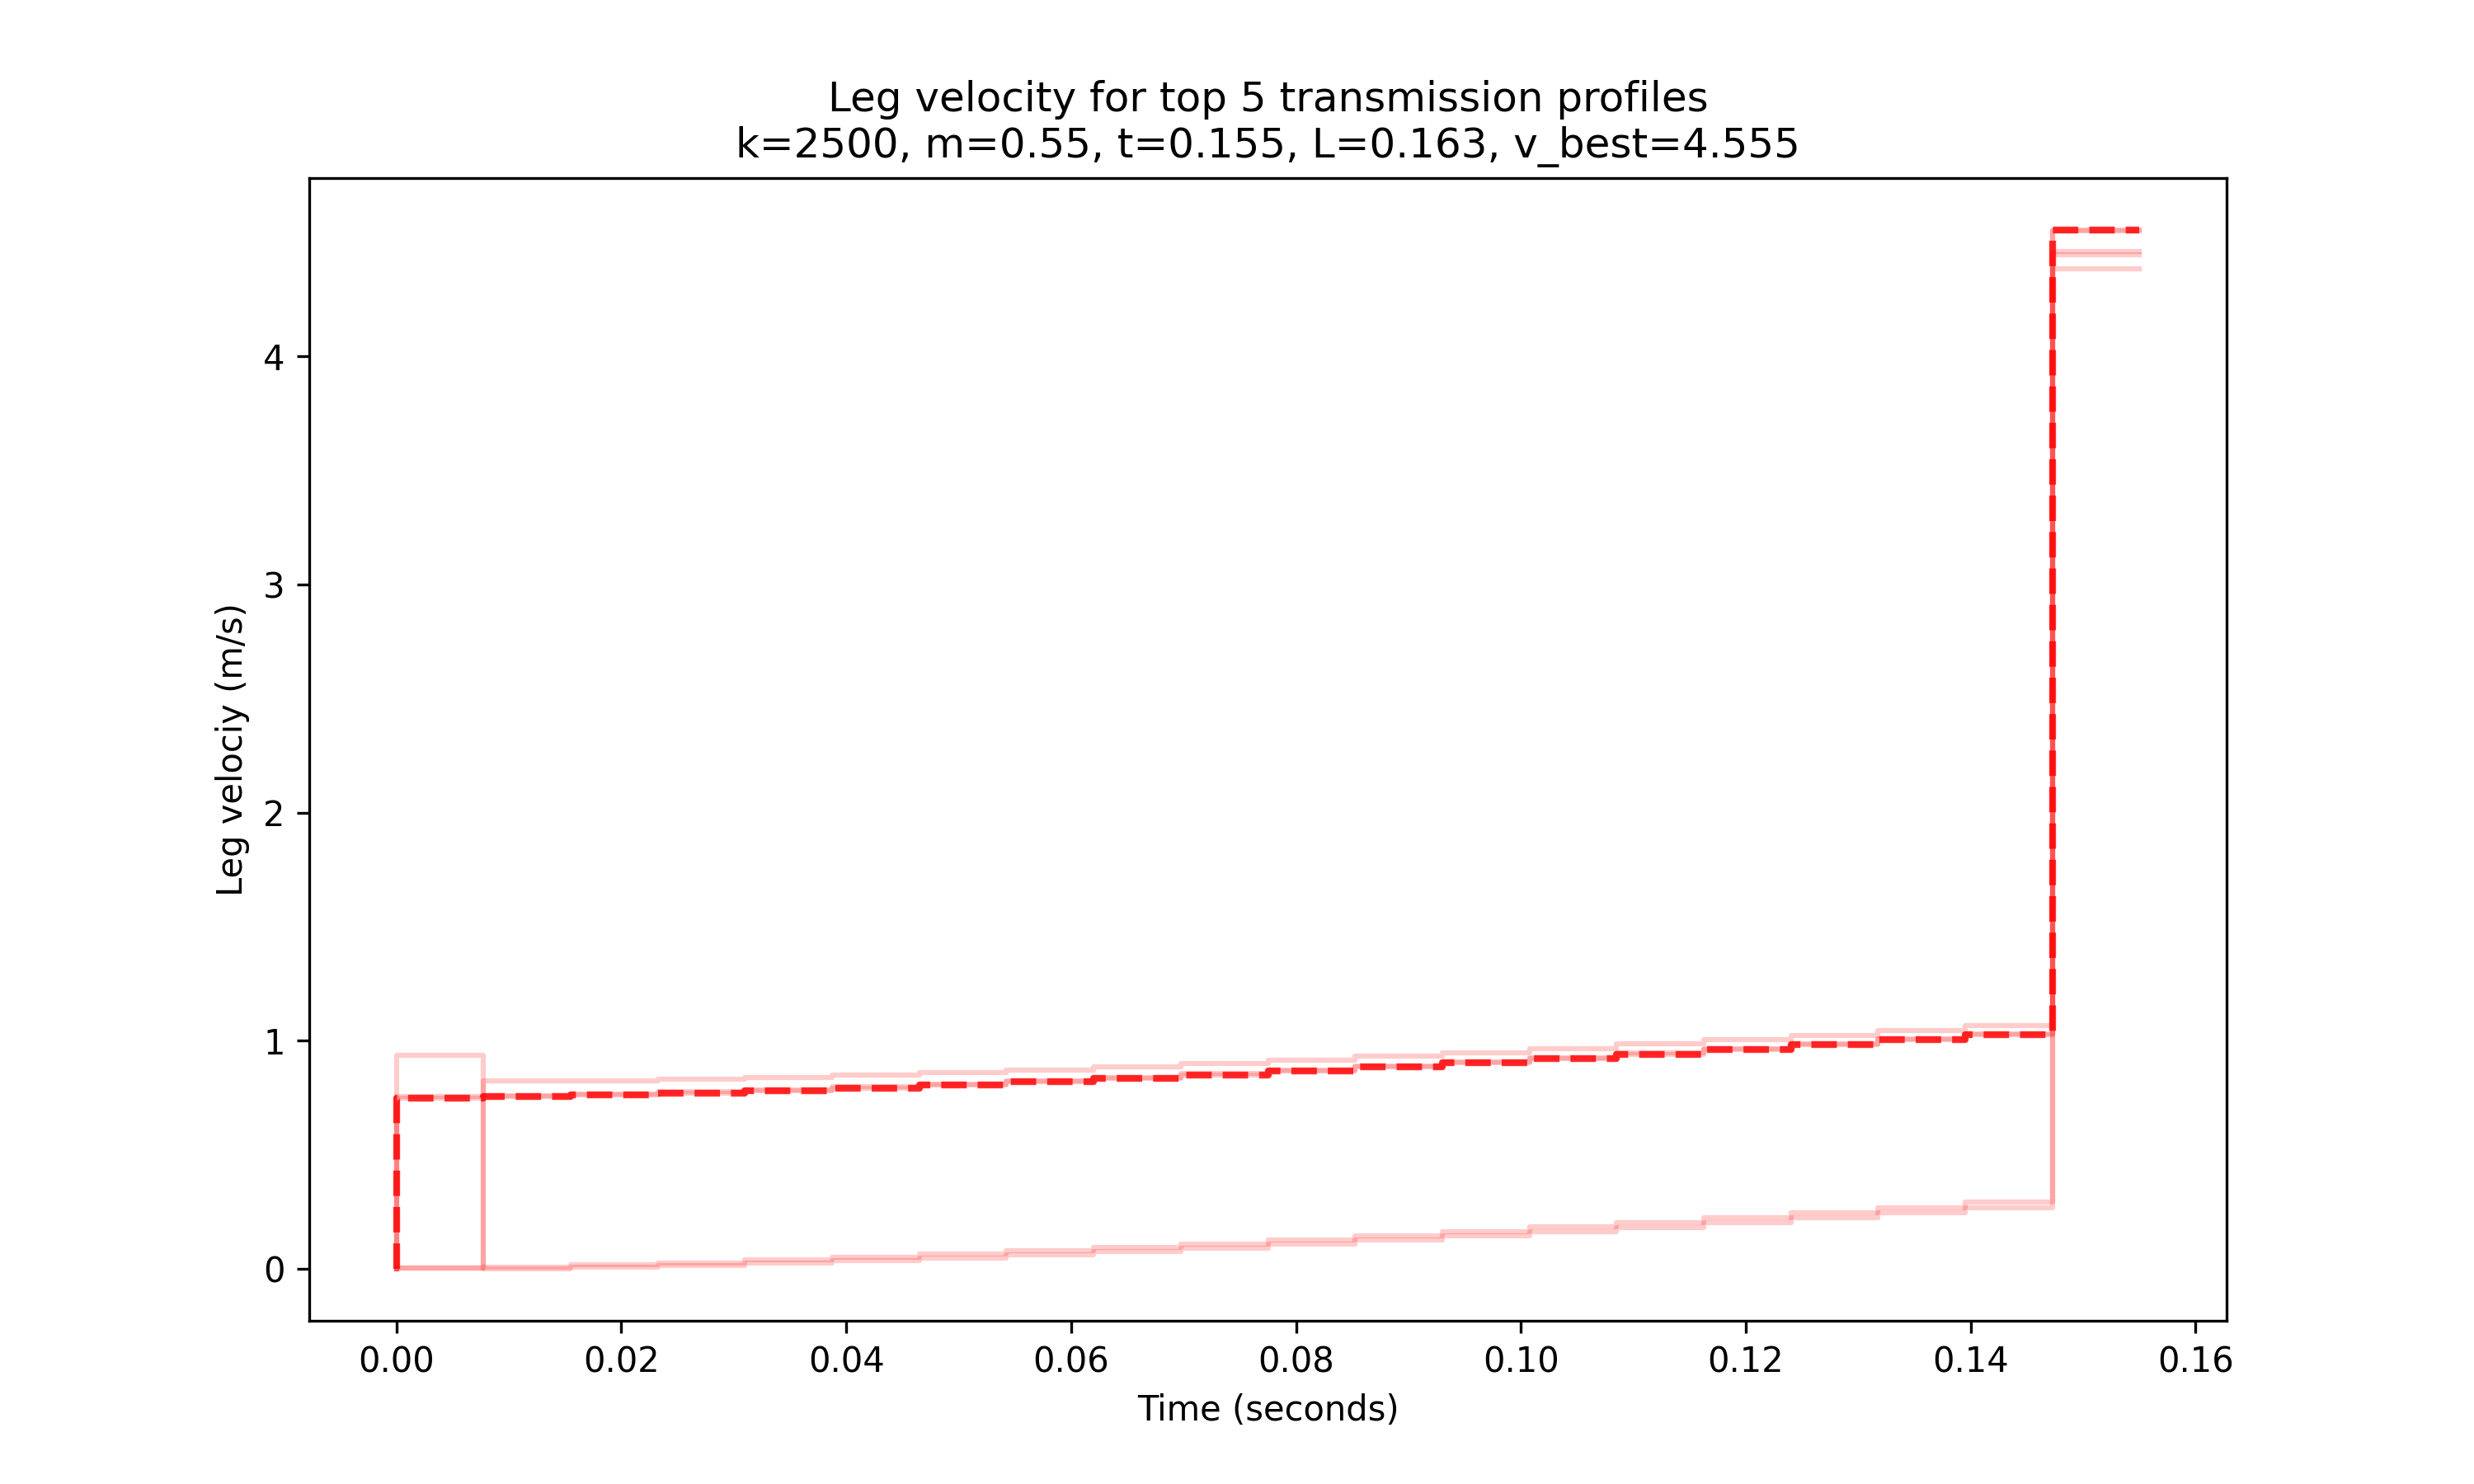 Leg velocity for top 5 transmission profiles
k=2500, m=0.55, t=0.155, L=0.163, v_best=4.555
Leg velociy (m/s)
4
3
2
1
0
0.00 0.02 0.04 0.06 0.08 0.10 0.12 0.14 0.16
Time (seconds)